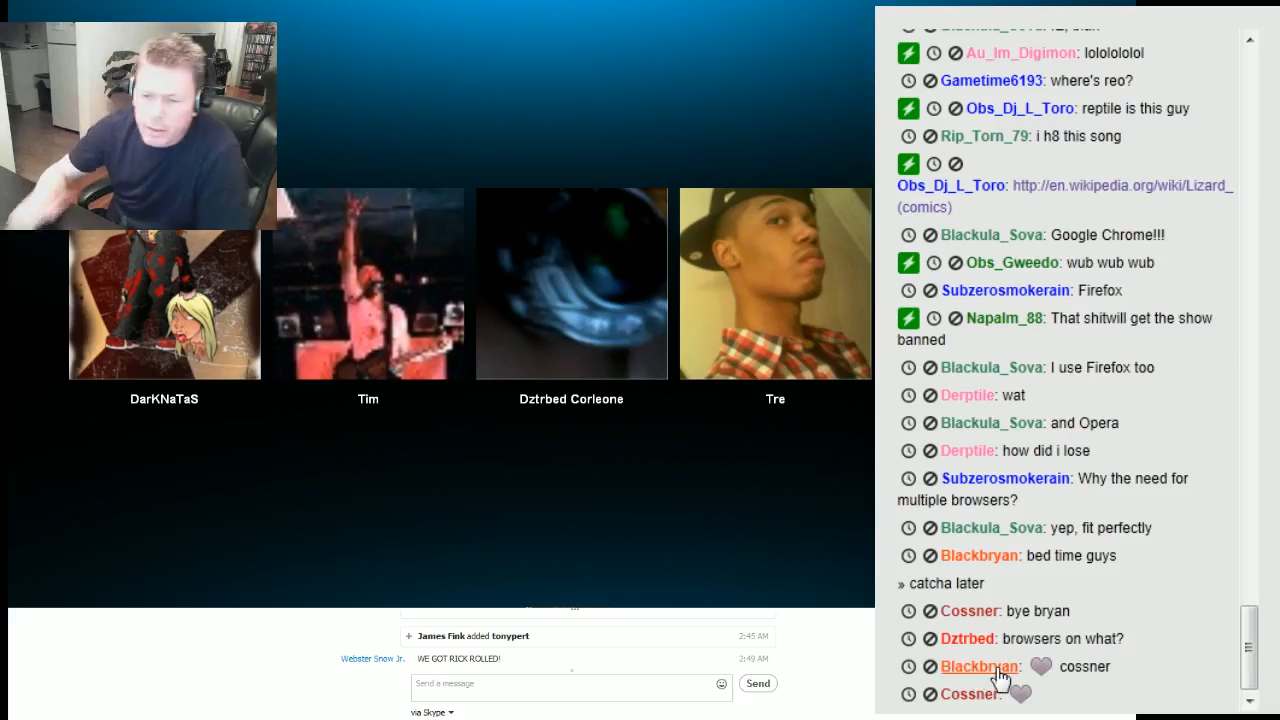 Au_Im_Digimon: lolololol
Gametime6193: where's reo?
Obs_Dj_L_Toro: reptile is this guy
Rip_Torn_79: i h8 this song
Obs_Dj_L_Toro: http://en.wikipedia.org/wiki/Lizard_
(comics)
Blackula_Sova: Google Chrome!!!
Obs_Gweedo: wub wub wub
Subzerosmokerain: Firefox
Napalm_88: That shitwill get the show
banned
Blackula_Sova: I use Firefox too
Derptile: wat
Blackula_Sova: and Opera
Derptile: how did i lose
Subzerosmokerain: Why the need for
multiple browsers?
Blackula_Sova: yep, fit perfectly
Blackbryan: bed time guys
» catcha later
Cossner: bye bryan
Dztrbed: browsers on what?
Blackbryan: cossner
Cossner:
DarKNaTaS
Tim
Dztrbed Corleone
Tre
James Fink added tonypert 2:45 AM
Webster Snow Jr. WE GOT RICK ROLLED! 2:49 AM
Send a message
Send
via Skype